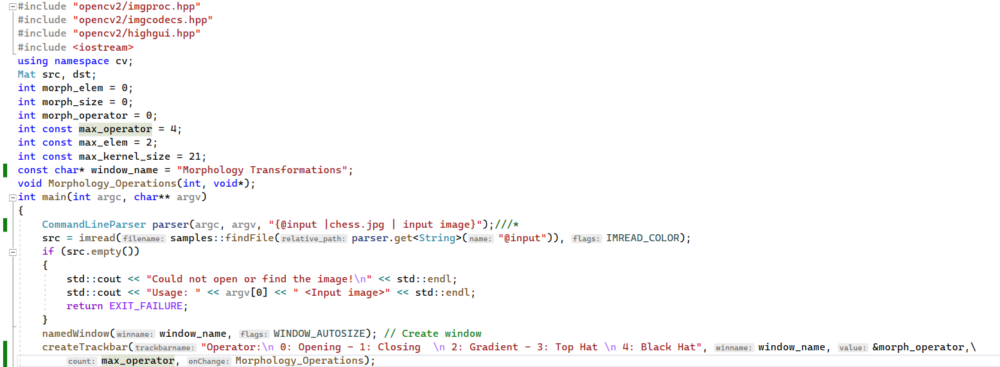 #include "opencv2/imgproc.hpp"
#include "opencv2/imgcodecs.hpp"
#include "opencv2/highgui.hpp"
#include <iostream>
using namespace cv;
Mat src, dst;
int morph_elem = 0;
int morph_size = 0;
int morph_operator = 0;
int const max_operator = 4;
int const max_elem = 2;
int const max_kernel_size = 21;
const char* window_name = "Morphology Transformations";
void Morphology_Operations(int, void*);
int main(int argc, char** argv)
{
    CommandLineParser parser(argc, argv, "{@input |chess.jpg | input image}");///*
    src = imread(filename: samples::findFile(relative_path: parser.get<String>(name: "@input")), flags: IMREAD_COLOR);
    if (src.empty())
    {
        std::cout << "Could not open or find the image!\n" << std::endl;
        std::cout << "Usage: " << argv[0] << " <Input image>" << std::endl;
        return EXIT_FAILURE;
    }
    namedWindow(winname: window_name, flags: WINDOW_AUTOSIZE); // Create window
    createTrackbar(trackbarname: "Operator:\n 0: Opening - 1: Closing  \n 2: Gradient - 3: Top Hat \n 4: Black Hat", winname: window_name, value: &morph_operator,\
        count: max_operator, onChange: Morphology_Operations);